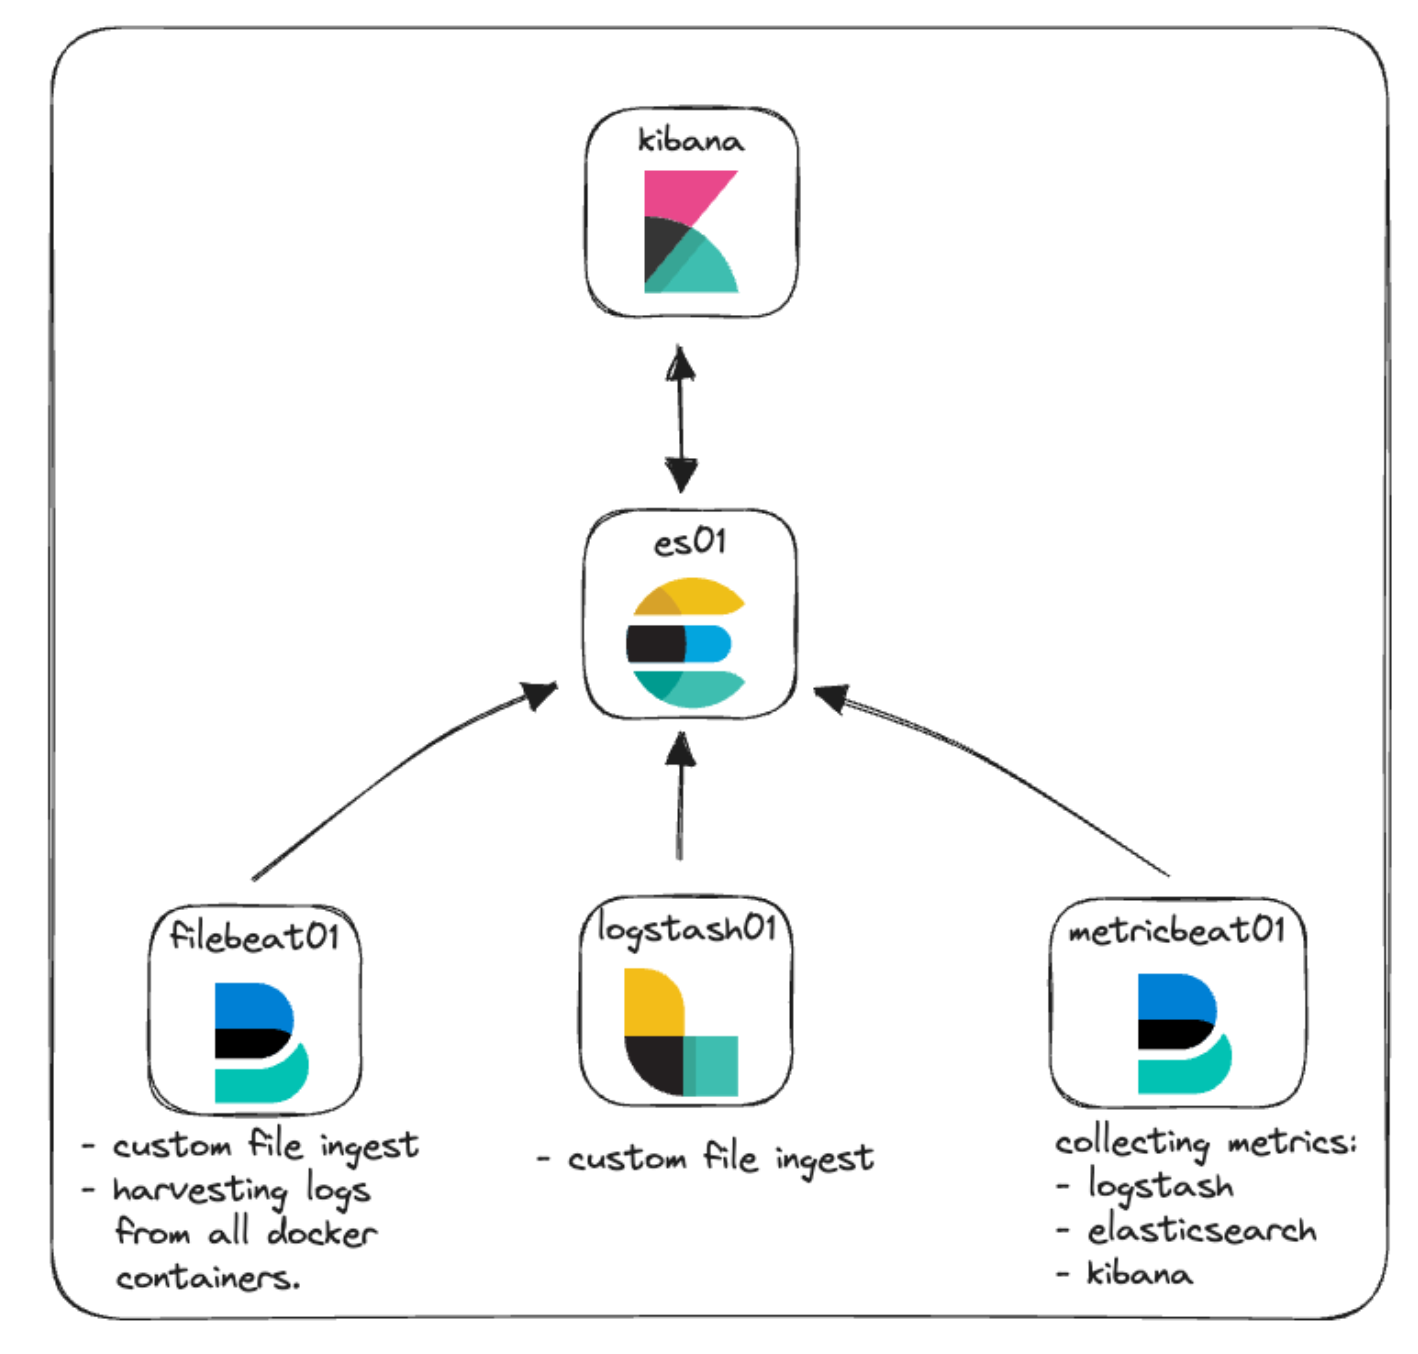 kibana
es01
filebeat01
- custom file ingest
- harvesting logs
from all docker
containers.
logstash01
- custom file ingest
metricbeat01
collecting metrics:
- logstash
- elasticsearch
- kibana